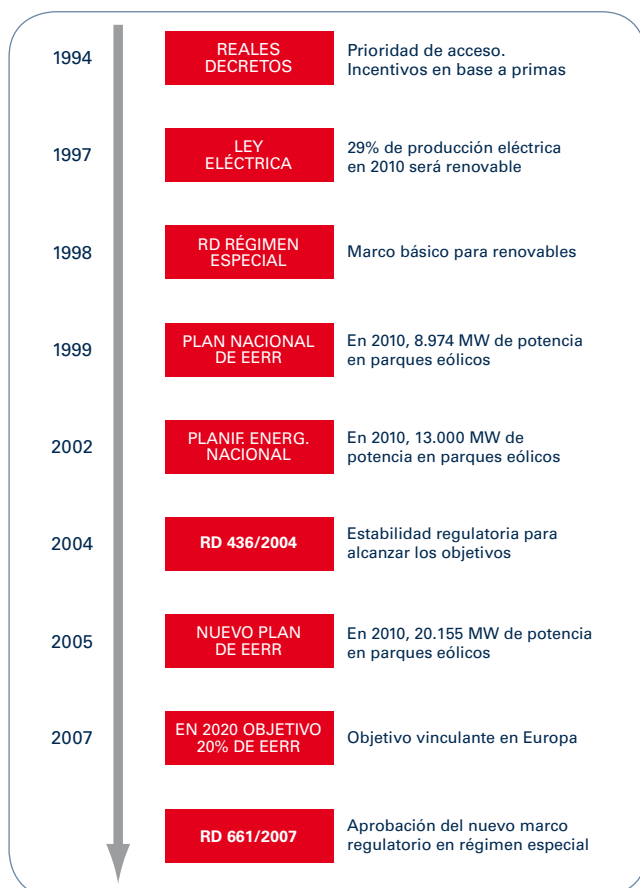 1994
REALES
DECRETOS
Prioridad de acceso.
Incentivos en base a primas
1997
LEY
ELÉCTRICA
29% de producción eléctrica
en 2010 será renovable
1998
RD RÉGIMEN
ESPECIAL
Marco básico para renovables
1999
PLAN NACIONAL
DE EERR
En 2010, 8.974 MW de potencia
en parques eólicos
2002
PLANIF. ENERG.
NACIONAL
En 2010, 13.000 MW de
potencia en parques eólicos
2004
RD 436/2004
Estabilidad regulatoria para
alcanzar los objetivos
2005
NUEVO PLAN
DE EERR
En 2010, 20.155 MW de potencia
en parques eólicos
2007
EN 2020 OBJETIVO
20% DE EERR
Objetivo vinculante en Europa
RD 661/2007
Aprobación del nuevo marco
regulatorio en régimen especial